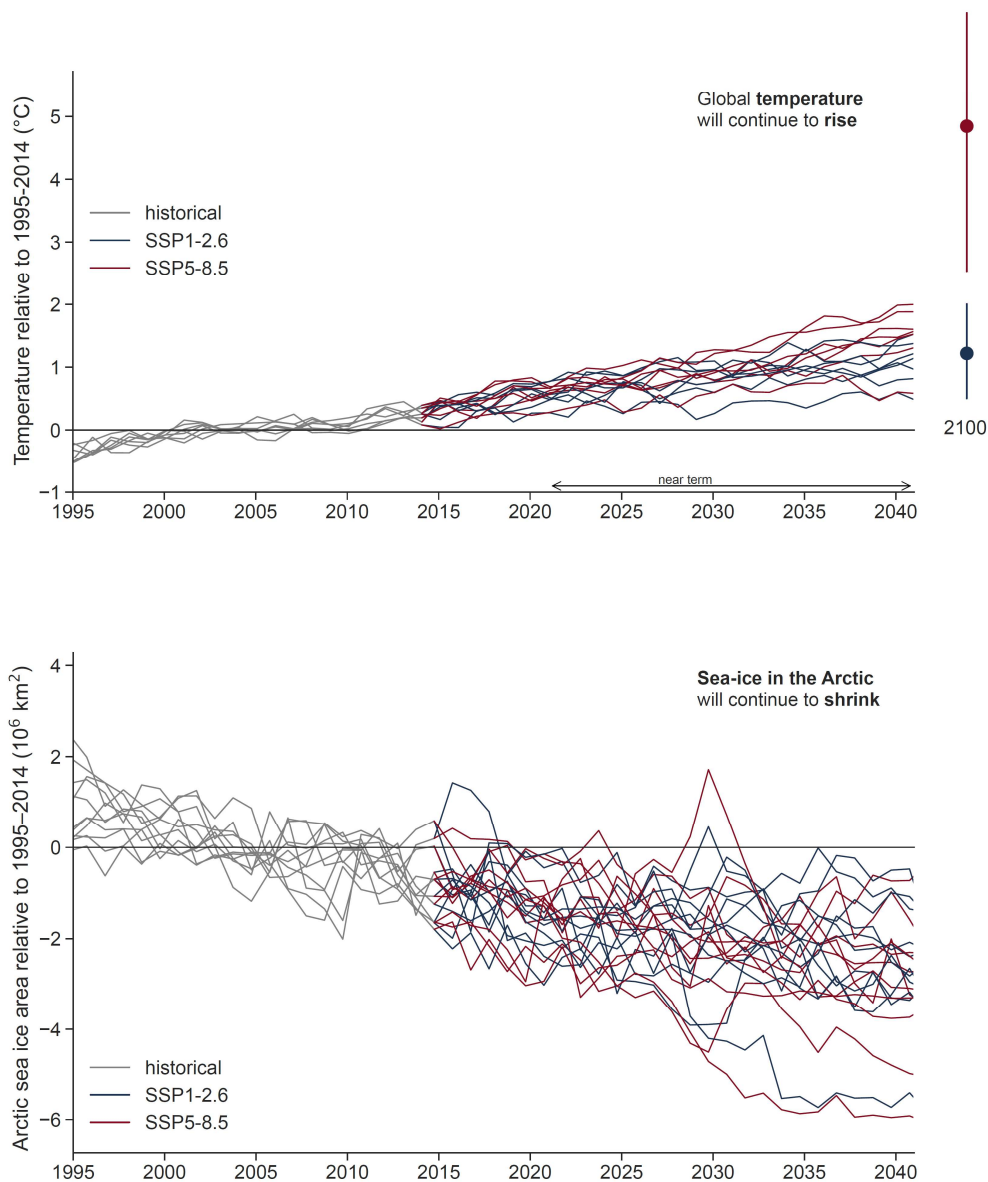 Temperature relative to 1995-2014 (°C)
5
4
3
2
1
0
−1
Global temperature
will continue to rise
historical
SSP1-2.6
SSP5-8.5
near term
2100
1995 2000 2005 2010 2015 2020 2025 2030 2035 2040
Arctic sea ice area relative to 1995–2014 (10⁶ km²)
4
2
0
−2
−4
−6
Sea-ice in the Arctic
will continue to shrink
historical
SSP1-2.6
SSP5-8.5
1995 2000 2005 2010 2015 2020 2025 2030 2035 2040